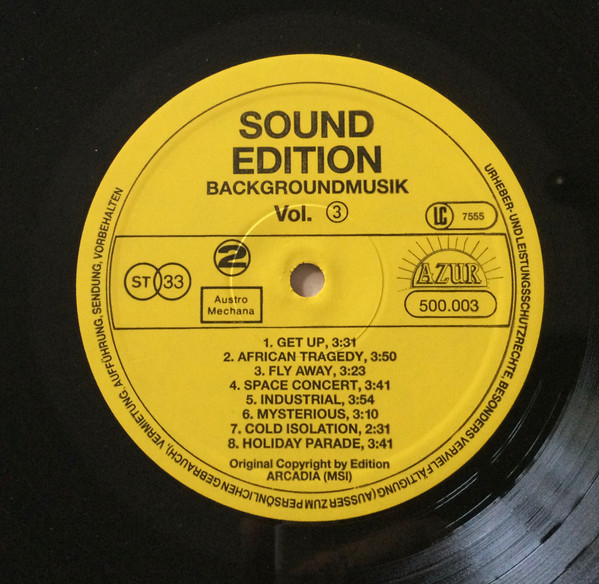 SOUND
EDITION
BACKGROUNDMUSIK
Vol. 3
LC 7555
ST 33
2
Austro
Mechana
AZUR
500.003
1. GET UP, 3:31
2. AFRICAN TRAGEDY, 3:50
3. FLY AWAY, 3:23
4. SPACE CONCERT, 3:41
5. INDUSTRIAL, 3:54
6. MYSTERIOUS, 3:10
7. COLD ISOLATION, 2:31
8. HOLIDAY PARADE, 3:41
Original Copyright by Edition
ARCADIA (MSI)
URHEBER- UND LEISTUNGSSCHUTZRECHTE, BESONDERS VERVIELFÄLTIGUNG (AUSSER ZUM PERSÖNLICHEN GEBRAUCH), VERMIETUNG, AUFFÜHRUNG, SENDUNG, VORBEHALTEN